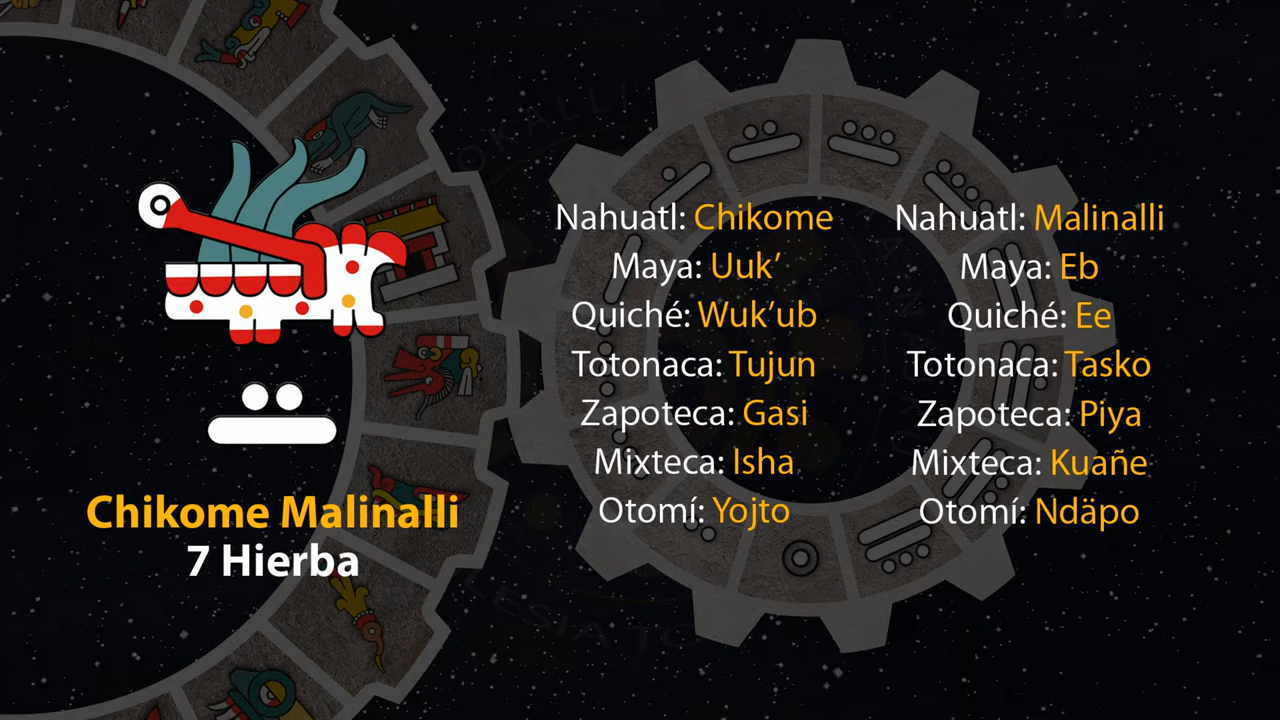 Chikome Malinalli
7 Hierba
Nahuatl: Chikome
Maya: Uuk’
Quiché: Wuk’ub
Totonaca: Tujun
Zapoteca: Gasi
Mixteca: Isha
Otomí: Yojto
Nahuatl: Malinalli
Maya: Eb
Quiché: Ee
Totonaca: Tasko
Zapoteca: Piya
Mixteca: Kuañe
Otomí: Ndäpo